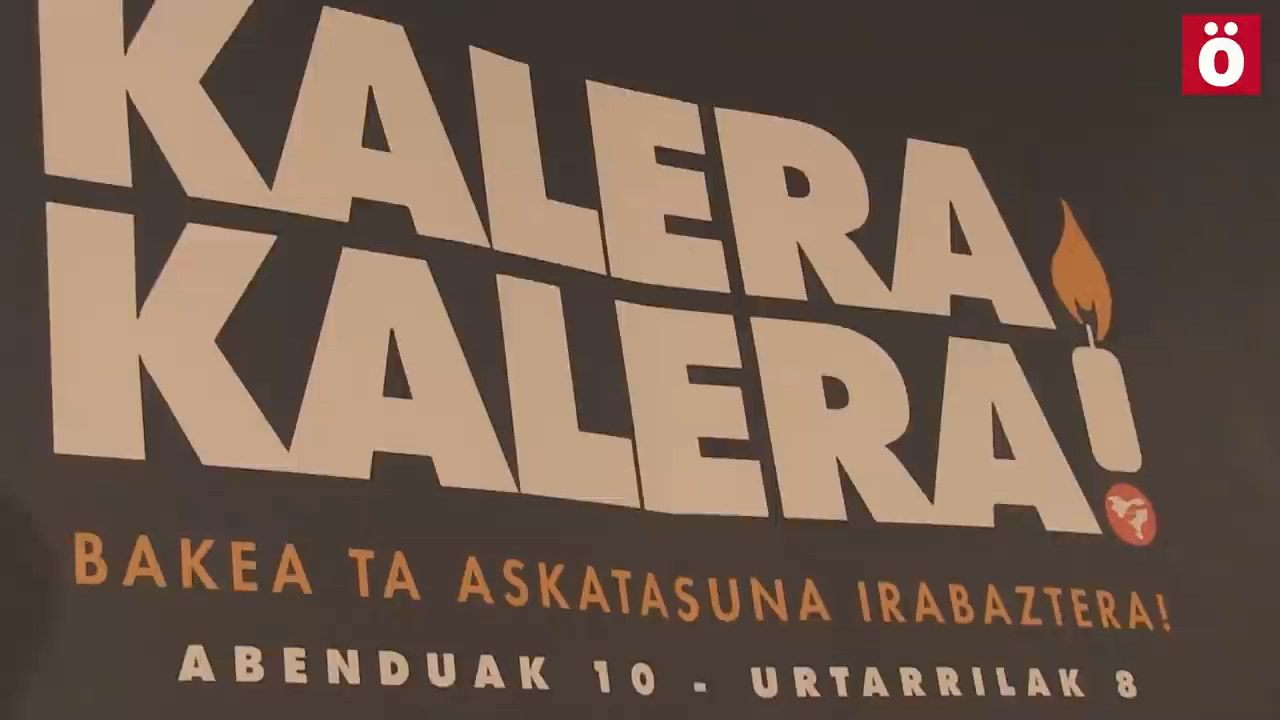 ö
KALERA
KALERA!
BAKEA TA ASKATASUNA IRABAZTERA!
ABENDUAK 10 - URTARRILAK 8